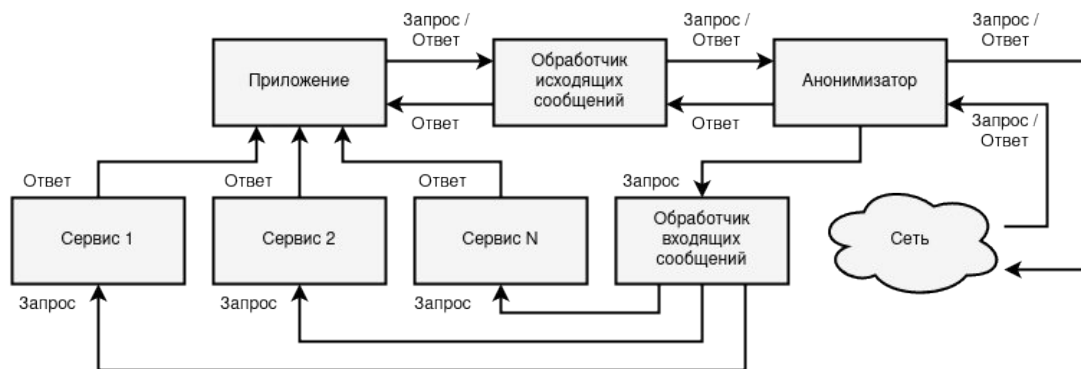 Запрос /
Ответ
Запрос /
Ответ
Запрос /
Ответ
Приложение
Обработчик
исходящих
сообщений
Анонимизатор
Ответ
Ответ
Запрос /
Ответ
Ответ
Ответ
Ответ
Запрос
Сервис 1
Сервис 2
Сервис N
Обработчик
входящих
сообщений
Сеть
Запрос
Запрос
Запрос